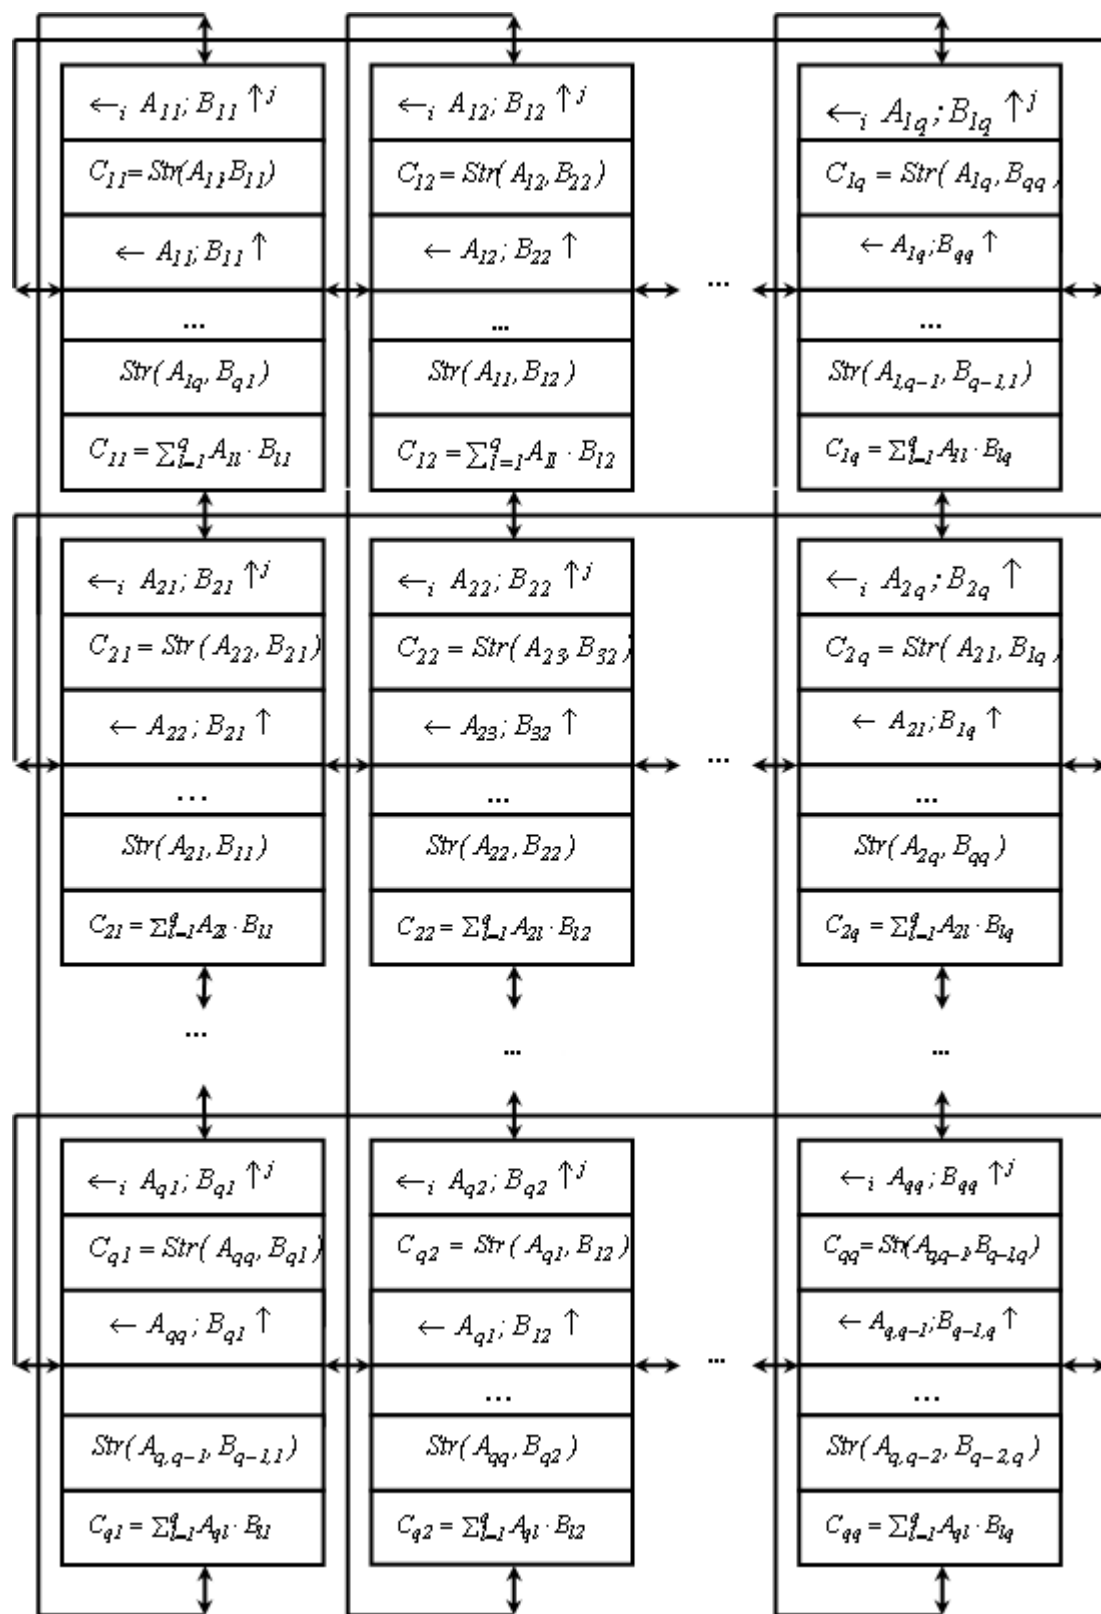 ←i A11; B11 ↑j
C11=Str(A11,B11)
← A11; B11 ↑
...
Str(A1q, Bq1)
C11 = ∑ql=1 A1l · Bl1
←i A12; B12 ↑j
C12 = Str(A12, B22)
← A12; B22 ↑
...
Str(A11, B12)
C12 = ∑ql=1 A1l · Bl2
...
←i A1q; B1q ↑j
C1q = Str(A1q, Bqq)
← A1q; Bqq ↑
...
Str(A1,q-1, Bq-1,1)
C1q = ∑ql=1 A1l · Blq
←i A21; B21 ↑j
C21 = Str(A22, B21)
← A22; B21 ↑
...
Str(A21, B11)
C21 = ∑ql=1 A2l · Bl1
←i A22; B22 ↑j
C22 = Str(A23, B32)
← A23; B32 ↑
...
Str(A22, B22)
C22 = ∑ql=1 A2l · Bl2
...
←i A2q; B2q ↑
C2q = Str(A21, B1q)
← A21; B1q ↑
...
Str(A2q, Bqq)
C2q = ∑ql=1 A2l · Blq
...
...
...
←i Aq1; Bq1 ↑j
Cq1 = Str(Aqq, Bq1)
← Aqq; Bq1 ↑
Str(Aq,q-1, Bq-1,1)
Cq1 = ∑ql=1 Aql · Bl1
←i Aq2; Bq2 ↑j
Cq2 = Str(Aq1, B12)
← Aq1; B12 ↑
...
Str(Aqq, Bq2)
Cq2 = ∑ql=1 Aql · Bl2
...
←i Aqq; Bqq ↑j
Cqq=Str(Aq,q-1, Bq-1,q)
← Aq,q-1; Bq-1,q ↑
...
Str(Aq,q-2, Bq-2,q)
Cqq = ∑ql=1 Aql · Blq